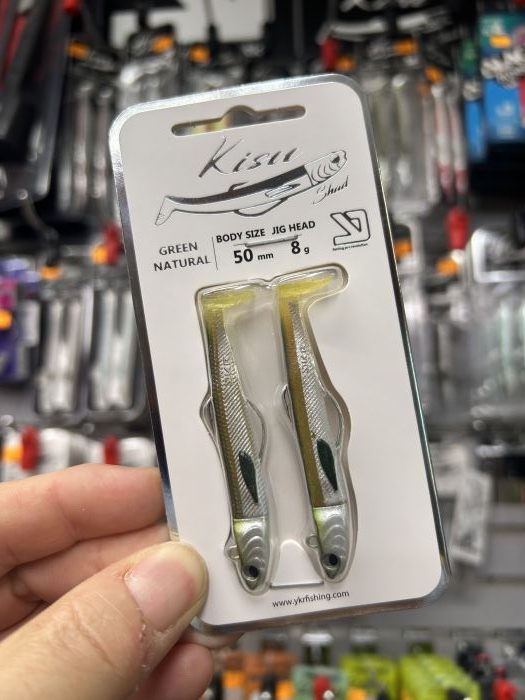 Kisu
Shad
GREEN
NATURAL
BODY SIZE JIG HEAD
50 mm 8 g
www.ykrfishing.com